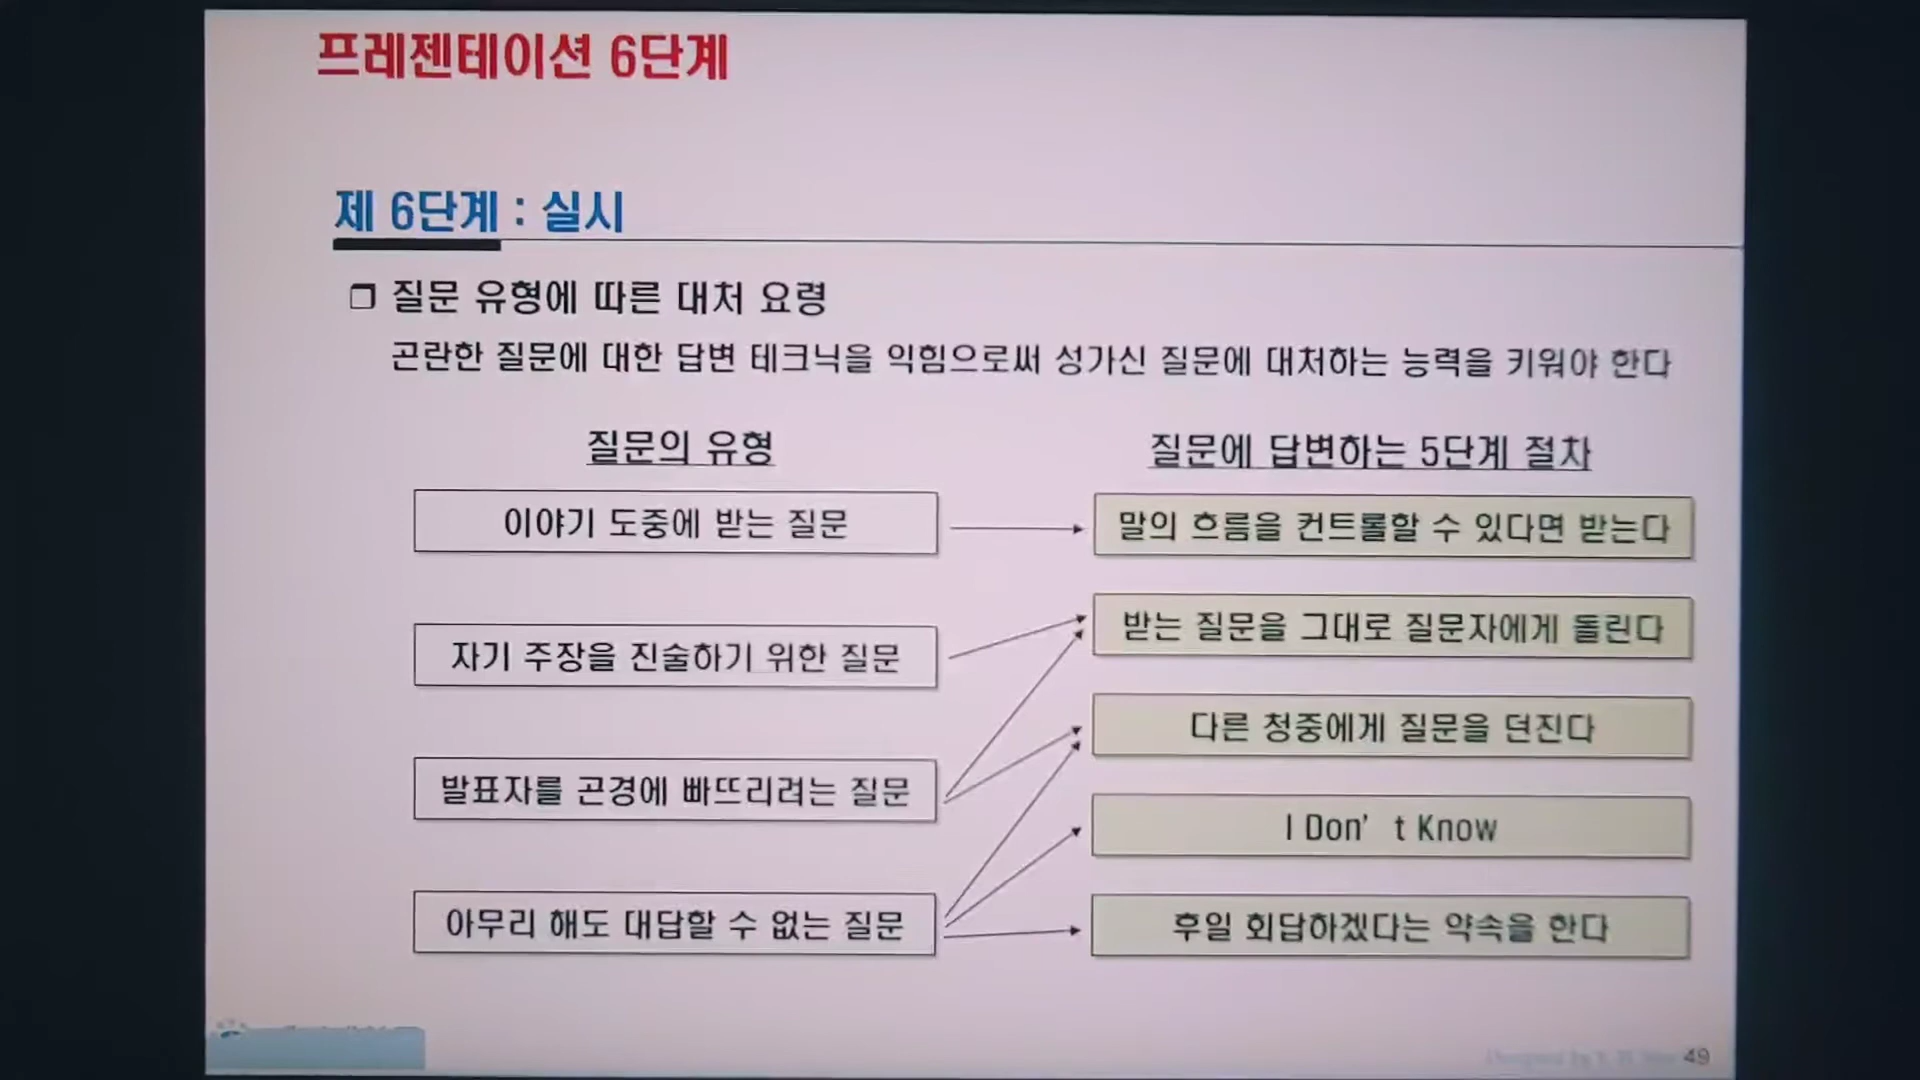 프레젠테이션 6단계
제 6단계 : 실시
❒ 질문 유형에 따른 대처 요령
곤란한 질문에 대한 답변 테크닉을 익힘으로써 성가신 질문에 대처하는 능력을 키워야 한다
질문의 유형
이야기 도중에 받는 질문
자기 주장을 진술하기 위한 질문
발표자를 곤경에 빠뜨리려는 질문
아무리 해도 대답할 수 없는 질문
질문에 답변하는 5단계 절차
말의 흐름을 컨트롤할 수 있다면 받는다
받는 질문을 그대로 질문자에게 돌린다
다른 청중에게 질문을 던진다
I Don’ t Know
후일 회답하겠다는 약속을 한다
49